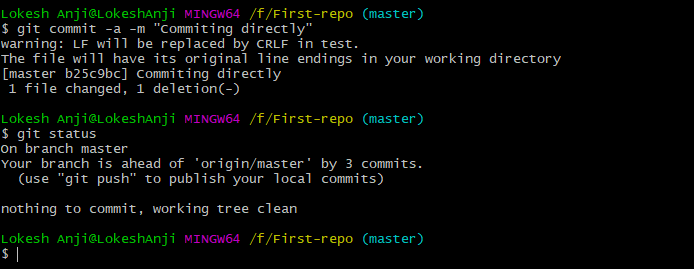 Lokesh Anji@LokeshAnji MINGW64 /f/First-repo (master)
$ git commit -a -m "Commiting directly"
warning: LF will be replaced by CRLF in test.
The file will have its original line endings in your working directory
[master b25c9bc] Commiting directly
 1 file changed, 1 deletion(-)

Lokesh Anji@LokeshAnji MINGW64 /f/First-repo (master)
$ git status
On branch master
Your branch is ahead of 'origin/master' by 3 commits.
  (use "git push" to publish your local commits)

nothing to commit, working tree clean

Lokesh Anji@LokeshAnji MINGW64 /f/First-repo (master)
$